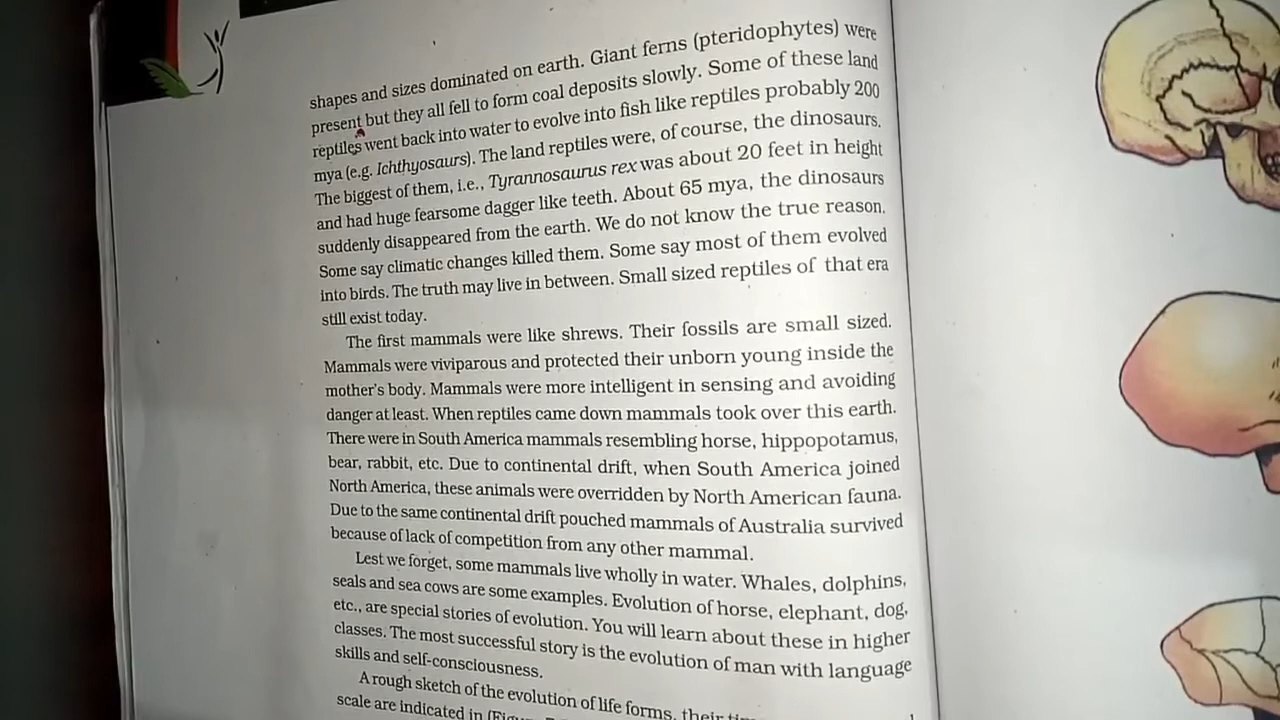 shapes and sizes dominated on earth. Giant ferns (pteridophytes) were
present but they all fell to form coal deposits slowly. Some of these land
reptiles went back into water to evolve into fish like reptiles probably 200
mya (e.g. Ichthyosaurs). The land reptiles were, of course, the dinosaurs.
The biggest of them, i.e., Tyrannosaurus rex was about 20 feet in height
and had huge fearsome dagger like teeth. About 65 mya, the dinosaurs
suddenly disappeared from the earth. We do not know the true reason.
Some say climatic changes killed them. Some say most of them evolved
into birds. The truth may live in between. Small sized reptiles of that era
still exist today.
The first mammals were like shrews. Their fossils are small sized.
Mammals were viviparous and protected their unborn young inside the
mother's body. Mammals were more intelligent in sensing and avoiding
danger at least. When reptiles came down mammals took over this earth.
There were in South America mammals resembling horse, hippopotamus,
bear, rabbit, etc. Due to continental drift, when South America joined
North America, these animals were overridden by North American fauna.
Due to the same continental drift pouched mammals of Australia survived
because of lack of competition from any other mammal.
Lest we forget, some mammals live wholly in water. Whales, dolphins,
seals and sea cows are some examples. Evolution of horse, elephant, dog,
etc., are special stories of evolution. You will learn about these in higher
classes. The most successful story is the evolution of man with language
skills and self-consciousness.
A rough sketch of the evolution of life forms, their
scale are indicated in